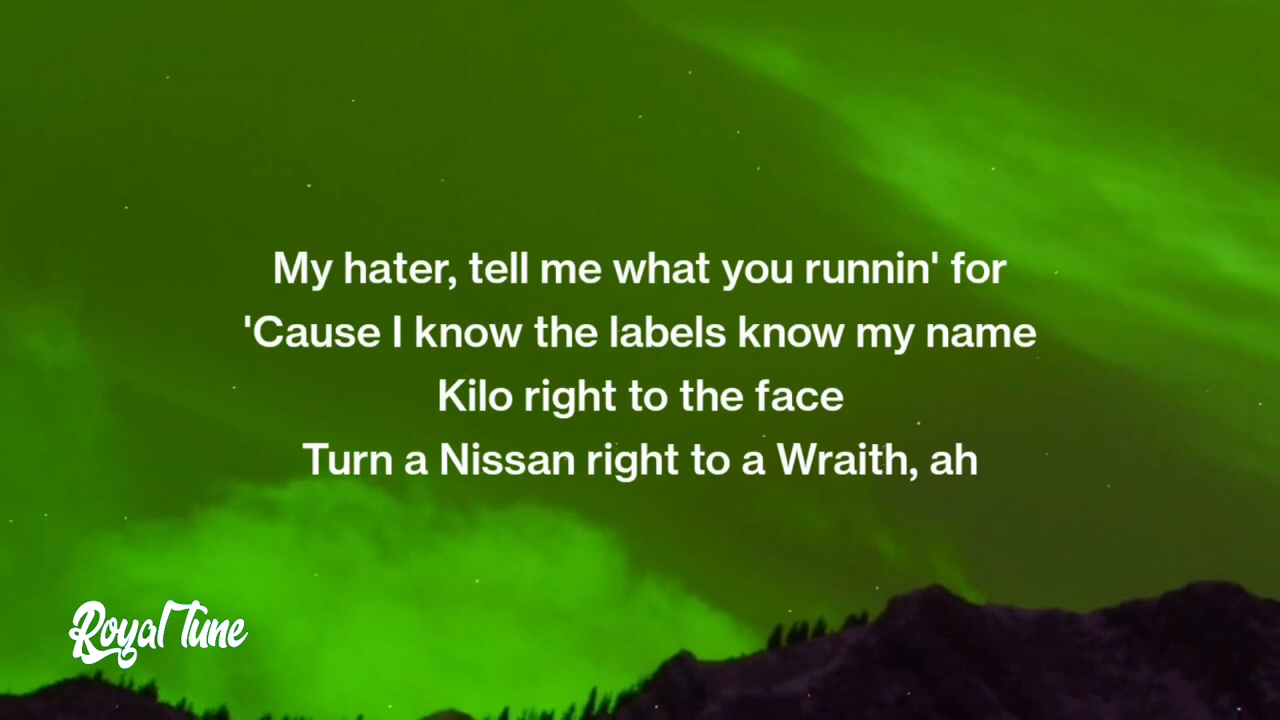 My hater, tell me what you runnin' for
'Cause I know the labels know my name
Kilo right to the face
Turn a Nissan right to a Wraith, ah
Royal Tune